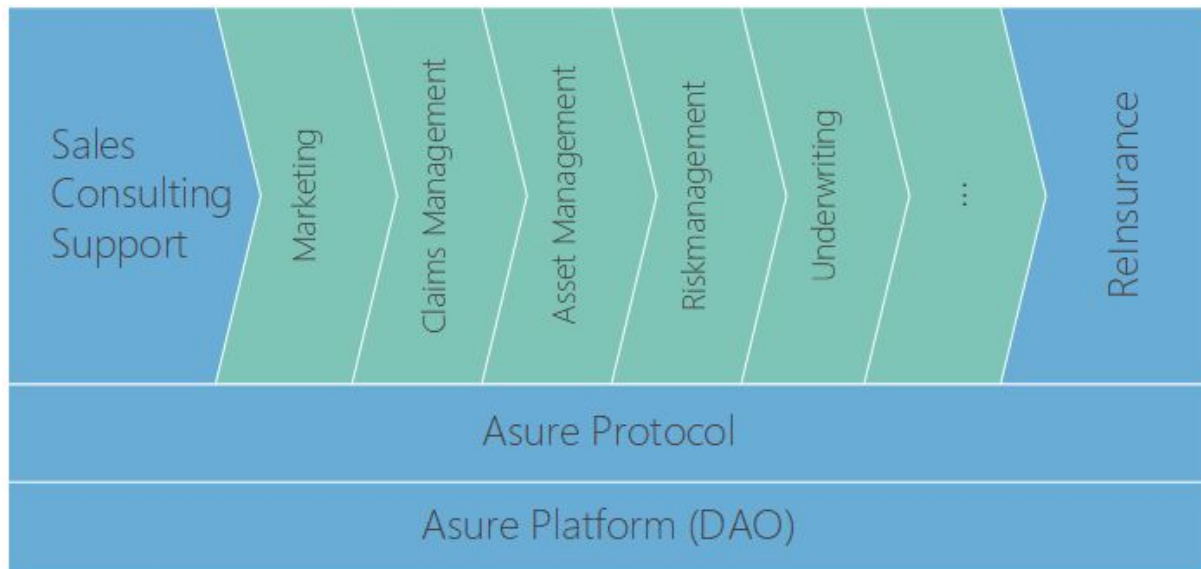 Sales
Consulting
Support
Marketing
Claims Management
Asset Management
Riskmanagement
Underwriting
...
ReInsurance
Asure Protocol
Asure Platform (DAO)